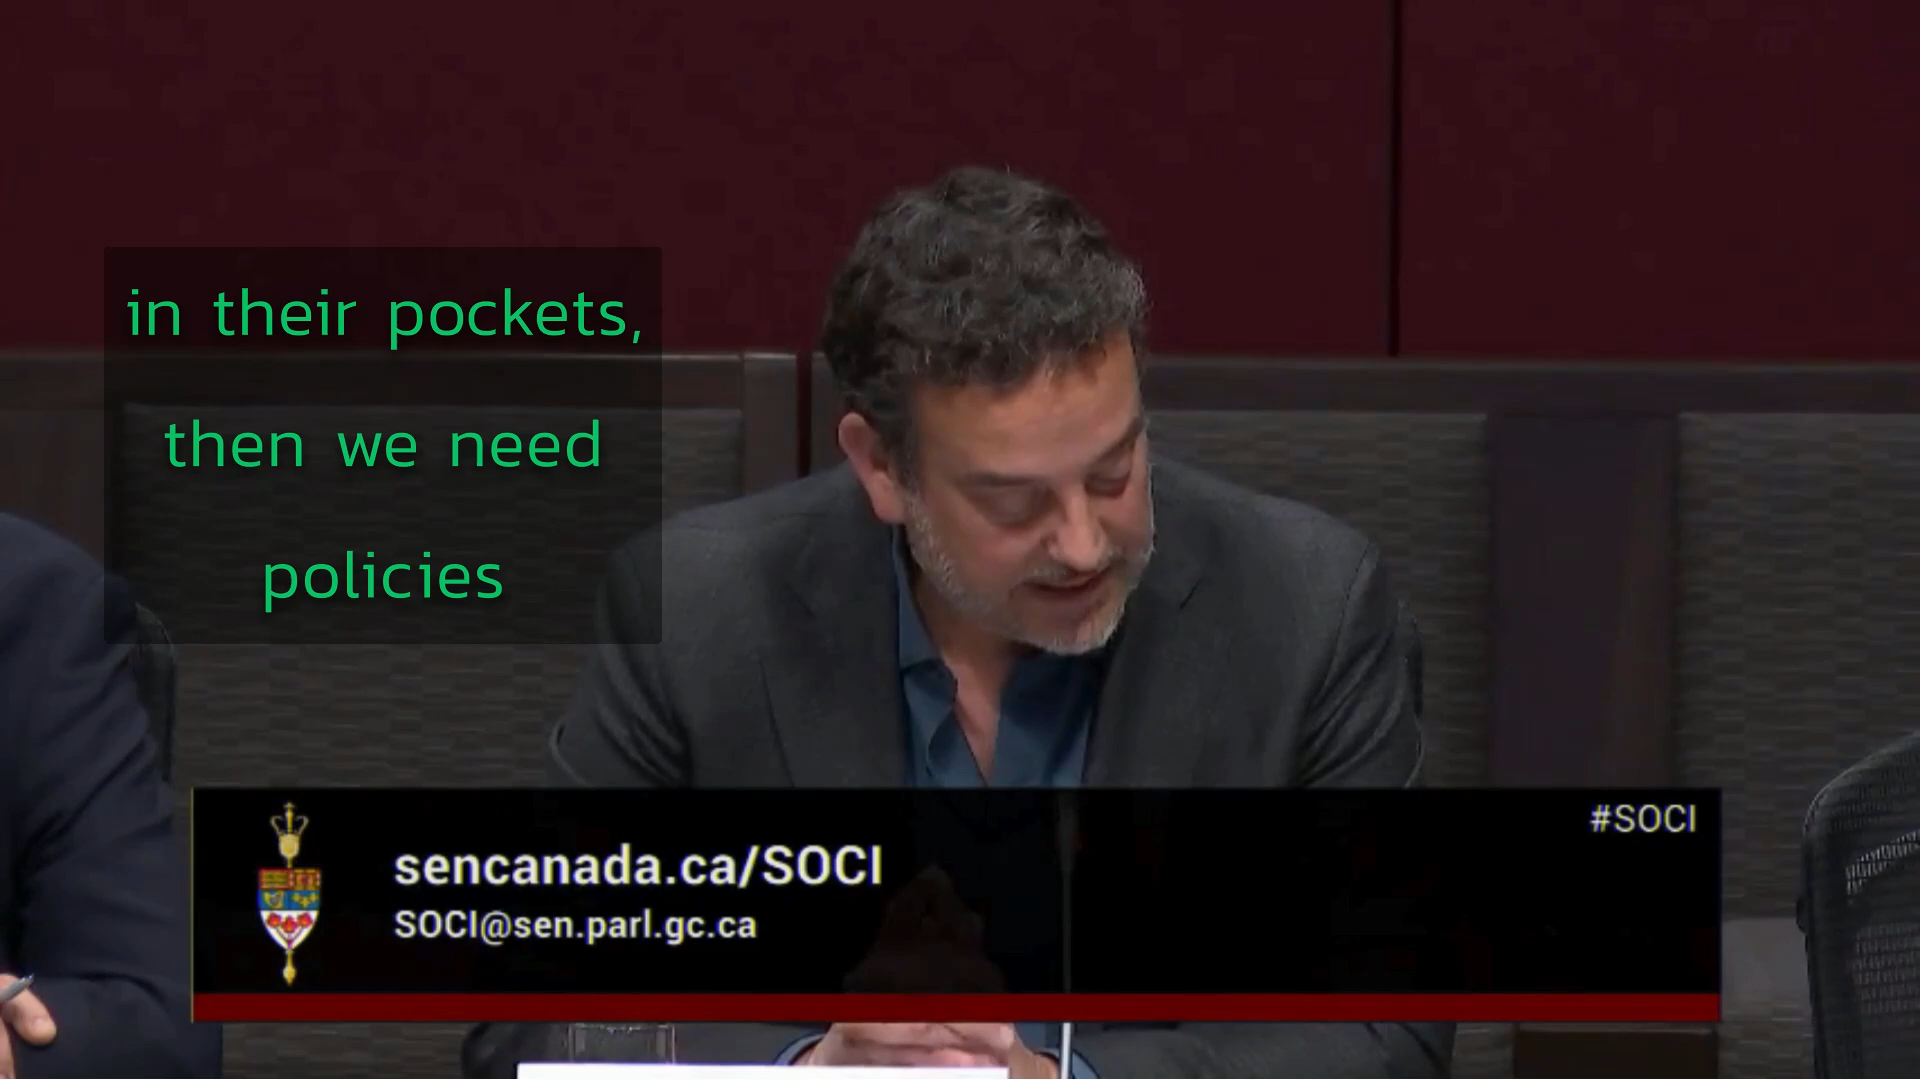 in their pockets,
then we need
policies
#SOCI
sencanada.ca/SOCI
SOCI@sen.parl.gc.ca